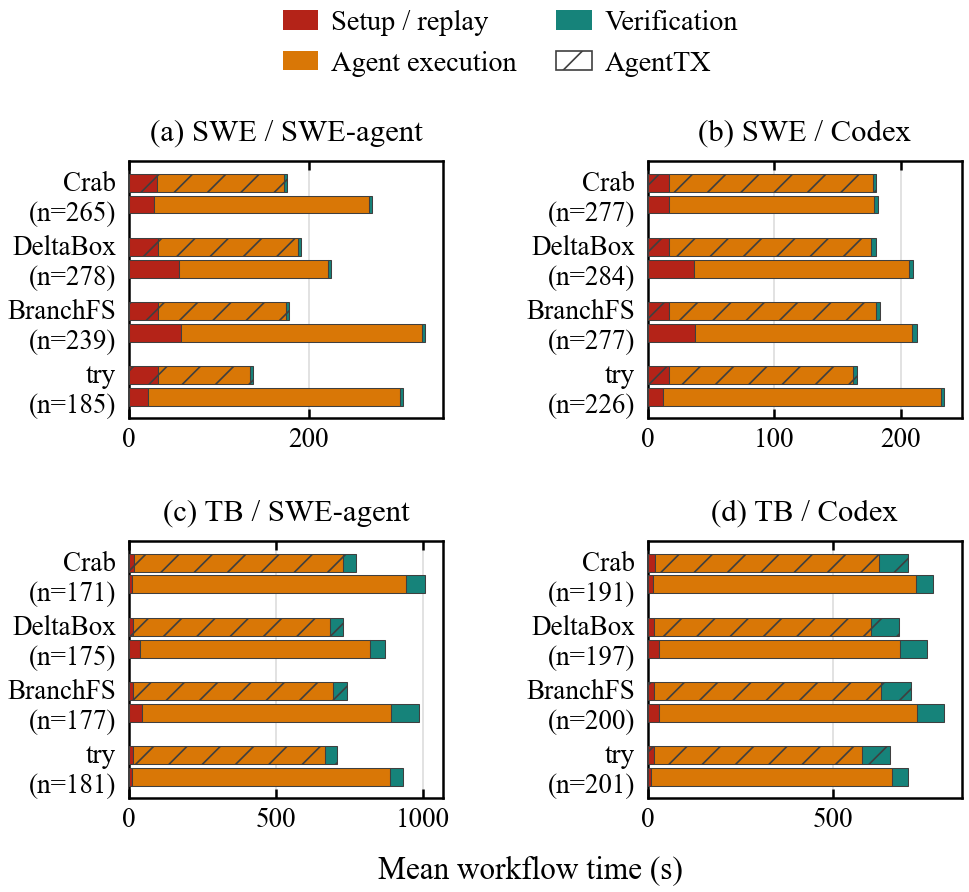 Setup / replay
Verification
Agent execution
AgentTX
(a) SWE / SWE-agent
Crab
(n=265)
DeltaBox
(n=278)
BranchFS
(n=239)
try
(n=185)
0 200
(b) SWE / Codex
Crab
(n=277)
DeltaBox
(n=284)
BranchFS
(n=277)
try
(n=226)
0 100 200
(c) TB / SWE-agent
Crab
(n=171)
DeltaBox
(n=175)
BranchFS
(n=177)
try
(n=181)
0 500 1000
(d) TB / Codex
Crab
(n=191)
DeltaBox
(n=197)
BranchFS
(n=200)
try
(n=201)
0 500
Mean workflow time (s)